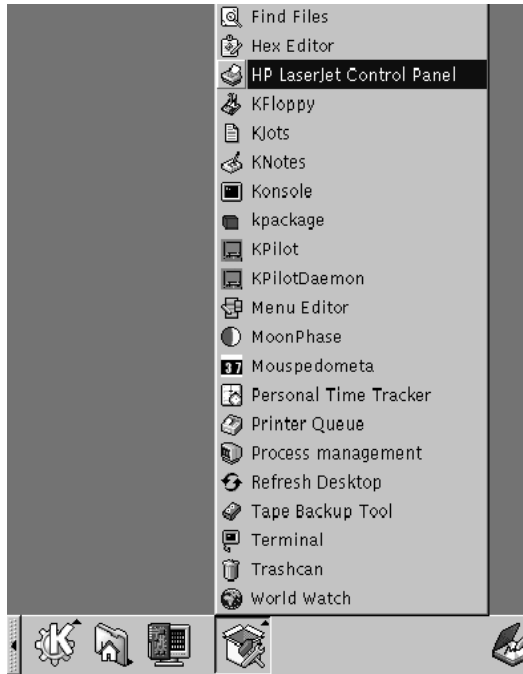 Find Files
Hex Editor
HP LaserJet Control Panel
KFloppy
KJots
KNotes
Konsole
kpackage
KPilot
KPilotDaemon
Menu Editor
MoonPhase
37 Mouspedometa
Personal Time Tracker
Printer Queue
Process management
Refresh Desktop
Tape Backup Tool
Terminal
Trashcan
World Watch
K